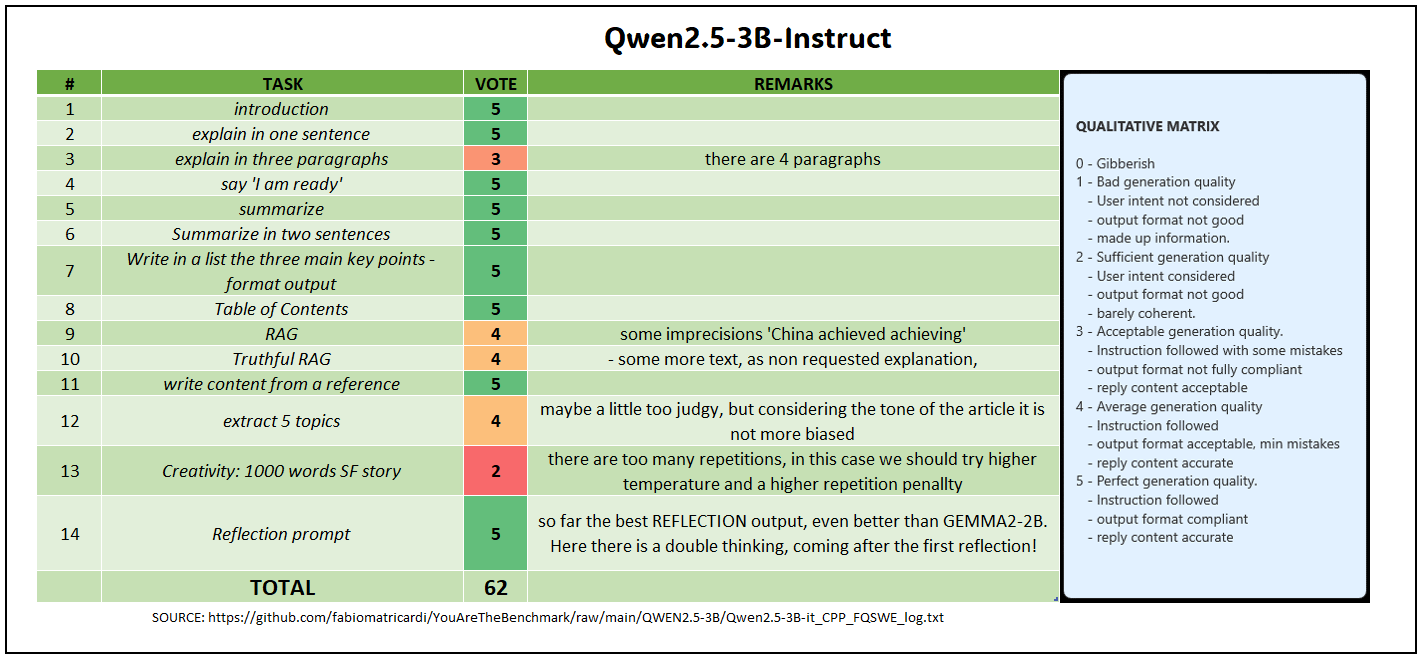 Qwen2.5-3B-Instruct
# TASK VOTE REMARKS
1 introduction 5
2 explain in one sentence 5
3 explain in three paragraphs 3 there are 4 paragraphs
4 say 'I am ready' 5
5 summarize 5
6 Summarize in two sentences 5
7 Write in a list the three main key points -
format output 5
8 Table of Contents 5
9 RAG 4 some imprecisions 'China achieved achieving'
10 Truthful RAG 4 - some more text, as non requested explanation,
11 write content from a reference 5
12 extract 5 topics 4 maybe a little too judgy, but considering the tone of the article it is
not more biased
13 Creativity: 1000 words SF story 2 there are too many repetitions, in this case we should try higher
temperature and a higher repetition penallty
14 Reflection prompt 5 so far the best REFLECTION output, even better than GEMMA2-2B.
Here there is a double thinking, coming after the first reflection!
TOTAL 62
QUALITATIVE MATRIX
0 - Gibberish
1 - Bad generation quality
- User intent not considered
- output format not good
- made up information.
2 - Sufficient generation quality
- User intent considered
- output format not good
- barely coherent.
3 - Acceptable generation quality.
- Instruction followed with some mistakes
- output format not fully compliant
- reply content acceptable
4 - Average generation quality
- Instruction followed
- output format acceptable, min mistakes
- reply content accurate
5 - Perfect generation quality.
- Instruction followed
- output format compliant
- reply content accurate
SOURCE: https://github.com/fabiomatricardi/YouAreTheBenchmark/raw/main/QWEN2.5-3B/Qwen2.5-3B-it_CPP_FQSWE_log.txt